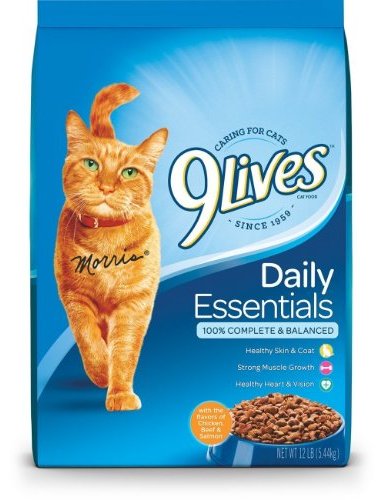 CARING FOR CATS
9Lives
CAT FOOD
- SINCE 1959 -
Morris®
Daily
Essentials
100% COMPLETE & BALANCED
Healthy Skin & Coat
Strong Muscle Growth
Healthy Heart & Vision
with the
flavors of
Chicken,
Beef &
Salmon
NET WT 12 LB (5.44kg)